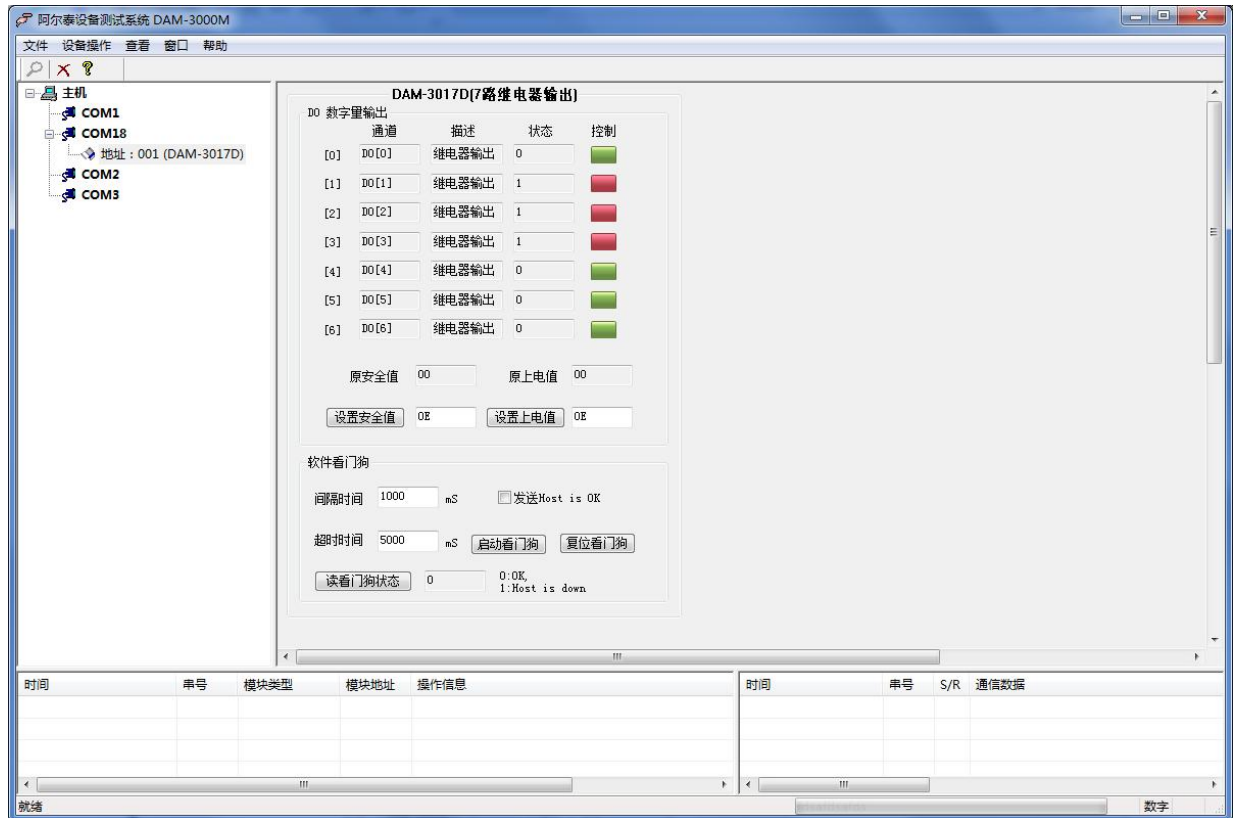 阿尔泰设备测试系统 DAM-3000M
文件 设备操作 查看 窗口 帮助
主机
COM1
COM18
地址：001 (DAM-3017D)
COM2
COM3
DAM-3017D(7路继电器输出)
DO 数字量输出
通道 描述 状态 控制
[0] DO[0] 继电器输出 0
[1] DO[1] 继电器输出 1
[2] DO[2] 继电器输出 1
[3] DO[3] 继电器输出 1
[4] DO[4] 继电器输出 0
[5] DO[5] 继电器输出 0
[6] DO[6] 继电器输出 0
原安全值 00 原上电值 00
设置安全值 0E 设置上电值 0E
软件看门狗
间隔时间 1000 mS 发送Host is OK
超时时间 5000 mS 启动看门狗 复位看门狗
读看门狗状态 0 0:OK,
1:Host is down
时间 串号 模块类型 模块地址 操作信息
时间 串号 S/R 通信数据
就绪 数字